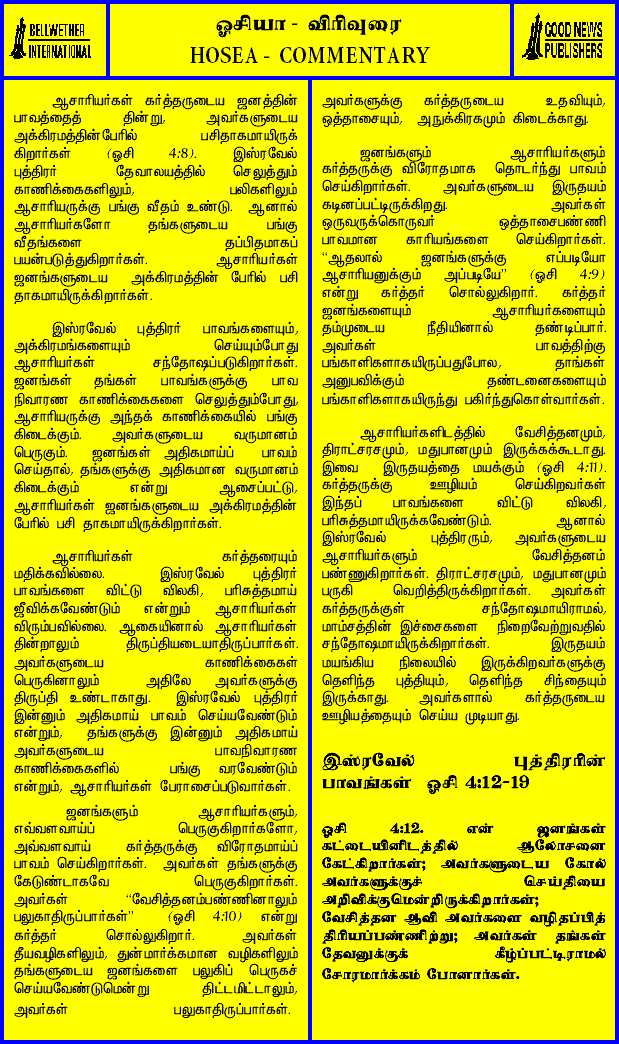 BELLWETHER
INTERNATIONAL
ஓசியா - விரிவுரை
HOSEA - COMMENTARY
GOOD NEWS
PUBLISHERS
ஆசாரியர்கள் கர்த்தருடைய ஜனத்தின்
பாவத்தைத் தின்று, அவர்களுடைய
அக்கிரமத்தின்பேரில் பசிதாகமாயிருக்
கிறார்கள் (ஓசி 4:8). இஸ்ரவேல்
புத்திரர் தேவாலயத்தில் செலுத்தும்
காணிக்கைகளிலும், பலிகளிலும்
ஆசாரியருக்கு பங்கு வீதம் உண்டு. ஆனால்
ஆசாரியர்களோ தங்களுடைய பங்கு
வீதங்களை தப்பிதமாகப்
பயன்படுத்துகிறார்கள். ஆசாரியர்கள்
ஜனங்களுடைய அக்கிரமத்தின் பேரில் பசி
தாகமாயிருக்கிறார்கள்.
இஸ்ரவேல் புத்திரர் பாவங்களையும்,
அக்கிரமங்களையும் செய்யும்போது
ஆசாரியர்கள் சந்தோஷப்படுகிறார்கள்.
ஜனங்கள் தங்கள் பாவங்களுக்கு பாவ
நிவாரண காணிக்கைகளை செலுத்தும்போது,
ஆசாரியருக்கு அந்தக் காணிக்கையில் பங்கு
கிடைக்கும். அவர்களுடைய வருமானம்
பெருகும். ஜனங்கள் அதிகமாய்ப் பாவம்
செய்தால், தங்களுக்கு அதிகமான வருமானம்
கிடைக்கும் என்று ஆசைப்பட்டு,
ஆசாரியர்கள் ஜனங்களுடைய அக்கிரமத்தின்
பேரில் பசி தாகமாயிருக்கிறார்கள்.
ஆசாரியர்கள் கர்த்தரையும்
மதிக்கவில்லை. இஸ்ரவேல் புத்திரர்
பாவங்களை விட்டு விலகி, பரிசுத்தமாய்
ஜீவிக்கவேண்டும் என்றும் ஆசாரியர்கள்
விரும்பவில்லை. ஆகையினால் ஆசாரியர்கள்
தின்றாலும் திருப்தியடையாதிருப்பார்கள்.
அவர்களுடைய காணிக்கைகள்
பெருகினாலும் அதிலே அவர்களுக்கு
திருப்தி உண்டாகாது. இஸ்ரவேல் புத்திரர்
இன்னும் அதிகமாய் பாவம் செய்யவேண்டும்
என்றும், தங்களுக்கு இன்னும் அதிகமாய்
அவர்களுடைய பாவநிவாரண
காணிக்கைகளில் பங்கு வரவேண்டும்
என்றும், ஆசாரியர்கள் பேராசைப்படுவார்கள்.
ஜனங்களும் ஆசாரியர்களும்,
எவ்வளவாய்ப் பெருகுகிறார்களோ,
அவ்வளவாய் கர்த்தருக்கு விரோதமாய்ப்
பாவம் செய்கிறார்கள். அவர்கள் தங்களுக்கு
கேடுண்டாகவே பெருகுகிறார்கள்.
அவர்கள் “வேசித்தனம்பண்ணினாலும்
பலுகாதிருப்பார்கள்” (ஓசி 4:10) என்று
கர்த்தர் சொல்லுகிறார். அவர்கள்
தீயவழிகளிலும், துன்மார்க்கமான வழிகளிலும்
தங்களுடைய ஜனங்களை பலுகிப் பெருகச்
செய்யவேண்டுமென்று திட்டமிட்டாலும்,
அவர்கள் பலுகாதிருப்பார்கள்.
அவர்களுக்கு கர்த்தருடைய உதவியும்,
ஒத்தாசையும், அநுக்கிரகமும் கிடைக்காது.
ஜனங்களும் ஆசாரியர்களும்
கர்த்தருக்கு விரோதமாக தொடர்ந்து பாவம்
செய்கிறார்கள். அவர்களுடைய இருதயம்
கடினப்பட்டிருக்கிறது. அவர்கள்
ஒருவருக்கொருவர் ஒத்தாசைபண்ணி
பாவமான காரியங்களை செய்கிறார்கள்.
“ஆதலால் ஜனங்களுக்கு எப்படியோ
ஆசாரியனுக்கும் அப்படியே” (ஓசி 4:9)
என்று கர்த்தர் சொல்லுகிறார். கர்த்தர்
ஜனங்களையும் ஆசாரியர்களையும்
தம்முடைய நீதியினால் தண்டிப்பார்.
அவர்கள் பாவத்திற்கு
பங்காளிகளாகயிருப்பதுபோல, தாங்கள்
அனுபவிக்கும் தண்டனைகளையும்
பங்காளிகளாகயிருந்து பகிர்ந்துகொள்வார்கள்.
ஆசாரியர்களிடத்தில் வேசித்தனமும்,
திராட்சரசமும், மதுபானமும் இருக்கக்கூடாது.
இவை இருதயத்தை மயக்கும் (ஓசி 4:11).
கர்த்தருக்கு ஊழியம் செய்கிறவர்கள்
இந்தப் பாவங்களை விட்டு விலகி,
பரிசுத்தமாயிருக்கவேண்டும். ஆனால்
இஸ்ரவேல் புத்திரரும், அவர்களுடைய
ஆசாரியர்களும் வேசித்தனம்
பண்ணுகிறார்கள். திராட்சரசமும், மதுபானமும்
பருகி வெறித்திருக்கிறார்கள். அவர்கள்
கர்த்தருக்குள் சந்தோஷமாயிராமல்,
மாம்சத்தின் இச்சைகளை நிறைவேற்றுவதில்
சந்தோஷமாயிருக்கிறார்கள். இருதயம்
மயங்கிய நிலையில் இருக்கிறவர்களுக்கு
தெளிந்த புத்தியும், தெளிந்த சிந்தையும்
இருக்காது. அவர்களால் கர்த்தருடைய
ஊழியத்தையும் செய்ய முடியாது.
இஸ்ரவேல் புத்திரரின்
பாவங்கள் ஓசி 4:12-19
ஓசி 4:12. என் ஜனங்கள்
கட்டையினிடத்தில் ஆலோசனை
கேட்கிறார்கள்; அவர்களுடைய கோல்
அவர்களுக்குச் செய்தியை
அறிவிக்குமென்றிருக்கிறார்கள்;
வேசித்தன ஆவி அவர்களை வழிதப்பித்
திரியப்பண்ணிற்று; அவர்கள் தங்கள்
தேவனுக்குக் கீழ்ப்பட்டிராமல்
சோரமார்க்கம் போனார்கள்.